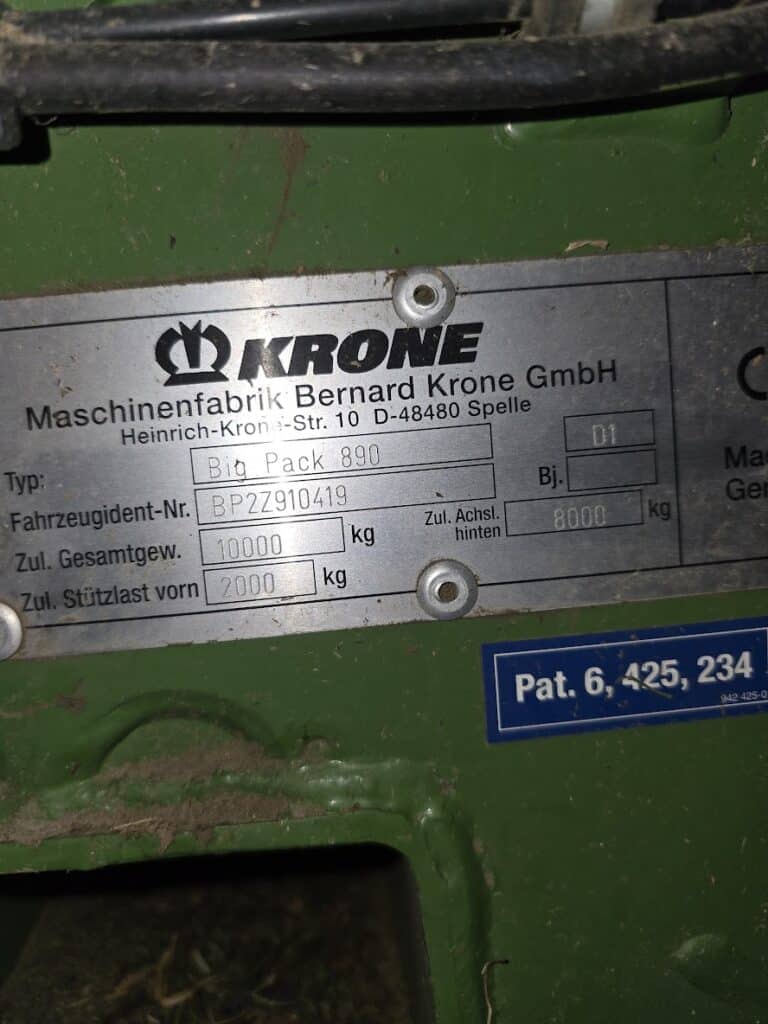 KRONE
Maschinenfabrik Bernard Krone GmbH
Heinrich-Krone-Str. 10 D-48480 Spelle
Typ: Big Pack 890 D1
Fahrzeugident-Nr. BP2Z910419 Bj.
Zul. Gesamtgew. 10000 kg Zul. Achsl. hinten 8000 kg
Zul. Stützlast vorn 2000 kg
Pat. 6, 425, 234